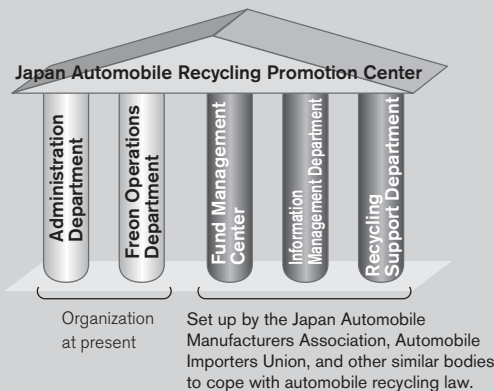 Japan Automobile Recycling Promotion Center
Administration
Department
Freon Operations
Department
Fund Management
Center
Information
Management Department
Recycling
Support Department
Organization
at present
Set up by the Japan Automobile
Manufacturers Association, Automobile
Importers Union, and other similar bodies
to cope with automobile recycling law.